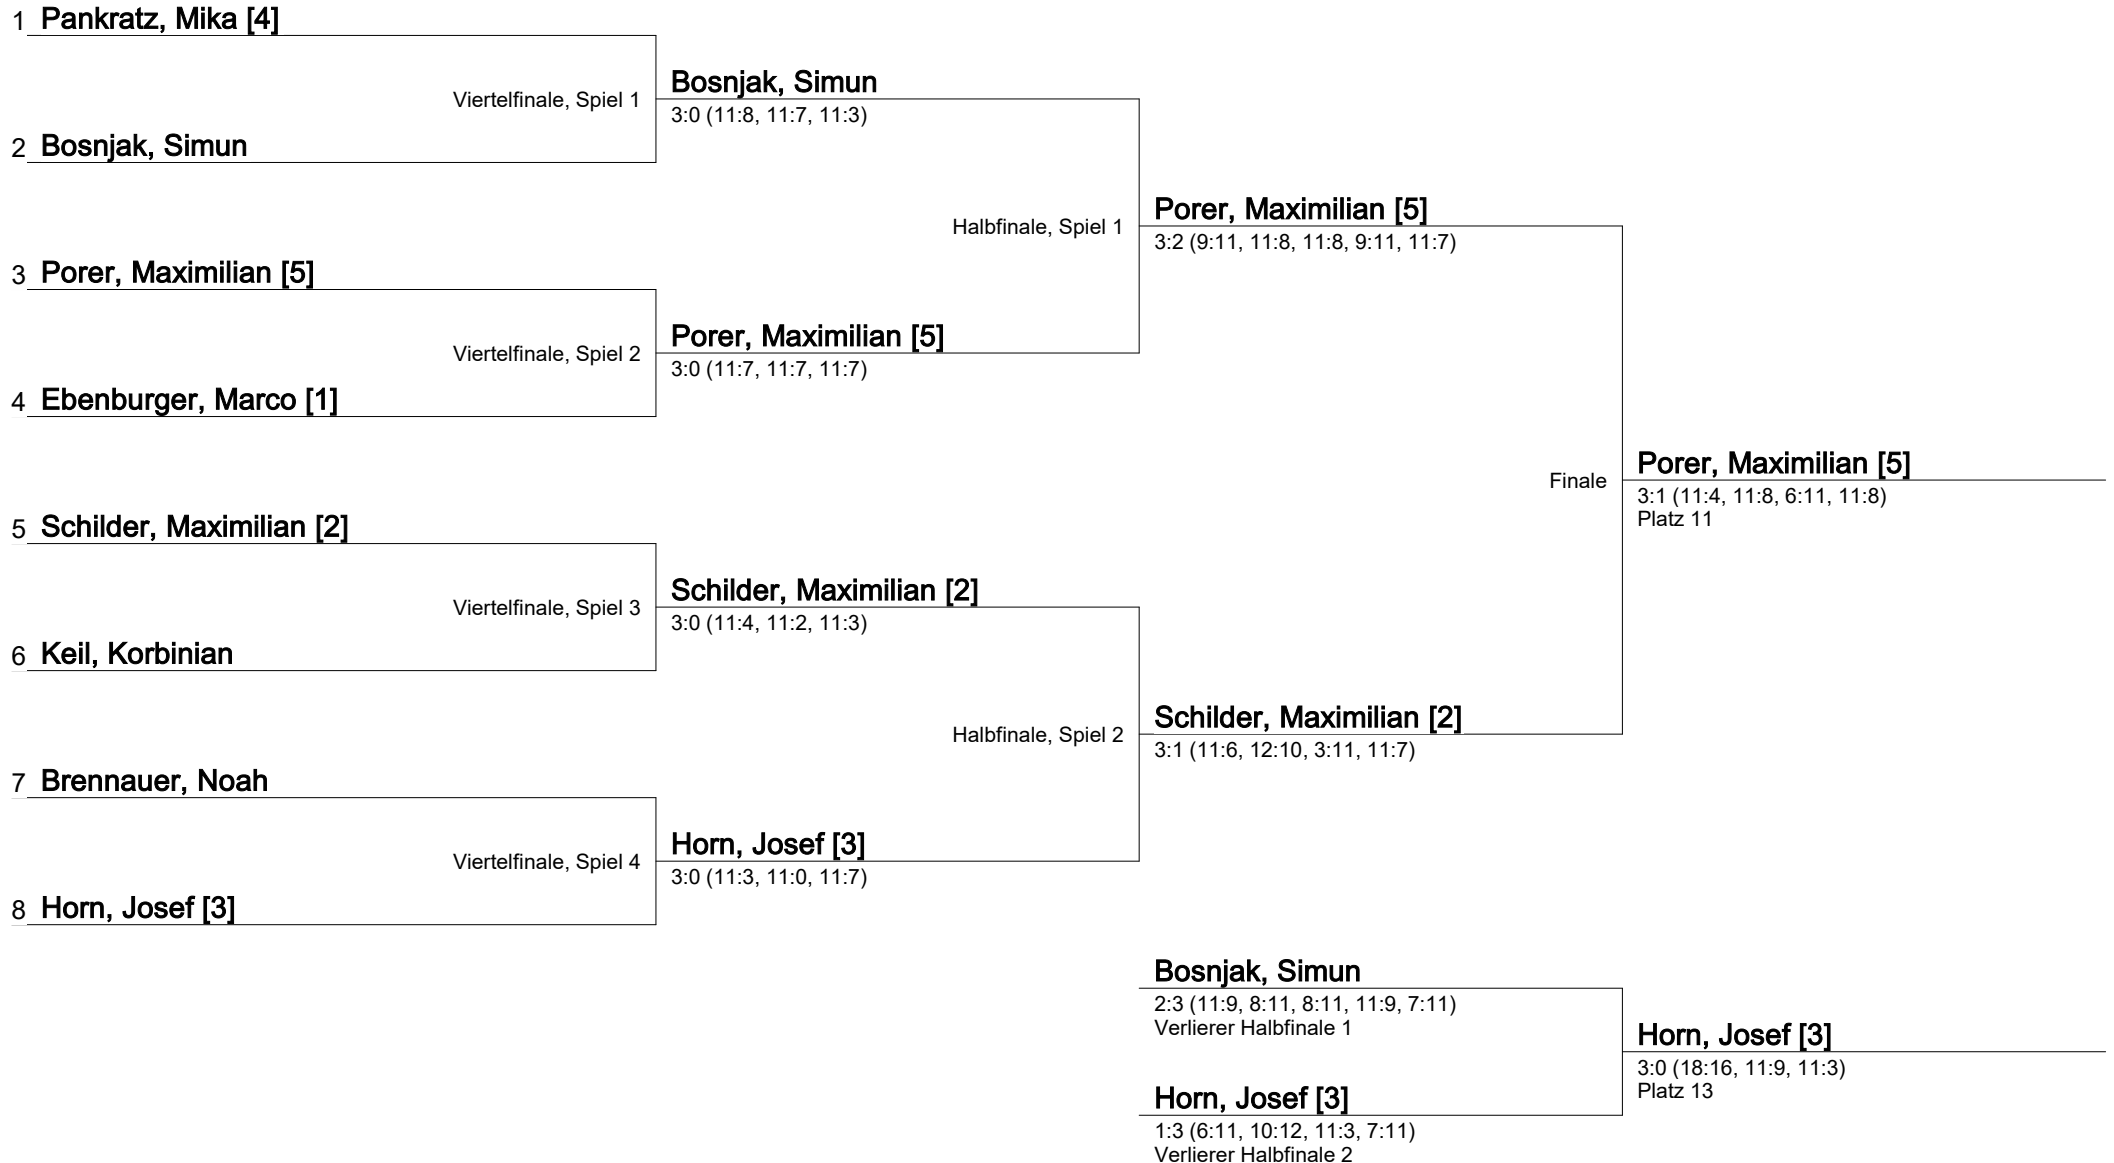 1 Pankratz, Mika [4]
Viertelfinale, Spiel 1
Bosnjak, Simun
3:0 (11:8, 11:7, 11:3)
2 Bosnjak, Simun
Halbfinale, Spiel 1
Porer, Maximilian [5]
3:2 (9:11, 11:8, 11:8, 9:11, 11:7)
3 Porer, Maximilian [5]
Viertelfinale, Spiel 2
Porer, Maximilian [5]
3:0 (11:7, 11:7, 11:7)
4 Ebenburger, Marco [1]
Finale
Porer, Maximilian [5]
3:1 (11:4, 11:8, 6:11, 11:8)
Platz 11
5 Schilder, Maximilian [2]
Viertelfinale, Spiel 3
Schilder, Maximilian [2]
3:0 (11:4, 11:2, 11:3)
6 Keil, Korbinian
Halbfinale, Spiel 2
Schilder, Maximilian [2]
3:1 (11:6, 12:10, 3:11, 11:7)
7 Brennauer, Noah
Viertelfinale, Spiel 4
Horn, Josef [3]
3:0 (11:3, 11:0, 11:7)
8 Horn, Josef [3]
Bosnjak, Simun
2:3 (11:9, 8:11, 8:11, 11:9, 7:11)
Verlierer Halbfinale 1
Horn, Josef [3]
3:0 (18:16, 11:9, 11:3)
Platz 13
Horn, Josef [3]
1:3 (6:11, 10:12, 11:3, 7:11)
Verlierer Halbfinale 2